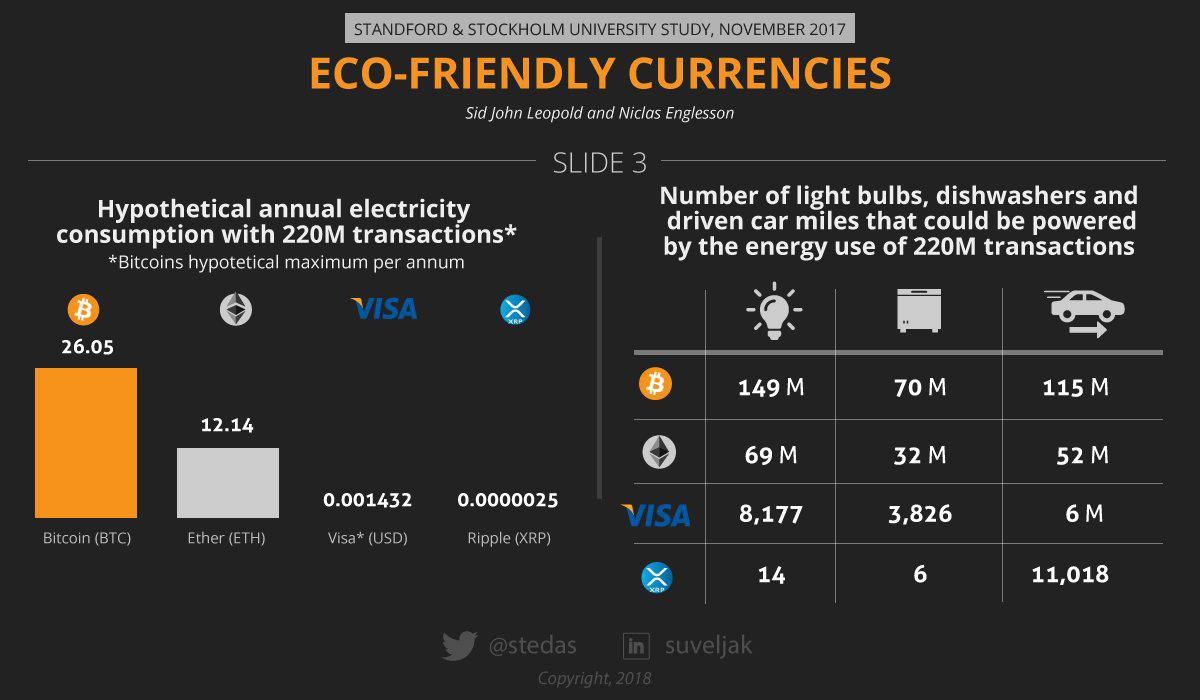 STANDFORD & STOCKHOLM UNIVERSITY STUDY, NOVEMBER 2017
ECO-FRIENDLY CURRENCIES
Sid John Leopold and Niclas Englesson
SLIDE 3
Hypothetical annual electricity
consumption with 220M transactions*
*Bitcoins hypotetical maximum per annum
VISA
XRP
26.05
12.14
0.001432
0.0000025
Bitcoin (BTC)
Ether (ETH)
Visa* (USD)
Ripple (XRP)
Number of light bulbs, dishwashers and
driven car miles that could be powered
by the energy use of 220M transactions
149 M 70 M 115 M
69 M 32 M 52 M
VISA 8,177 3,826 6 M
XRP 14 6 11,018
@stedas in suveljak
Copyright, 2018